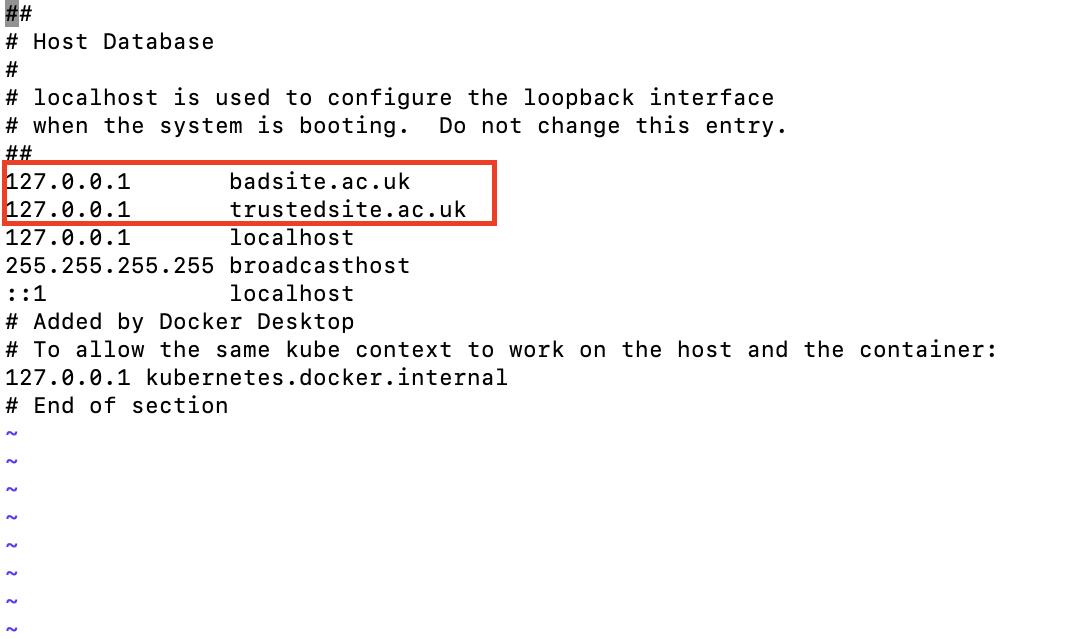 ##
# Host Database
#
# localhost is used to configure the loopback interface
# when the system is booting.  Do not change this entry.
##
127.0.0.1       badsite.ac.uk
127.0.0.1       trustedsite.ac.uk
127.0.0.1       localhost
255.255.255.255 broadcasthost
::1             localhost
# Added by Docker Desktop
# To allow the same kube context to work on the host and the container:
127.0.0.1 kubernetes.docker.internal
# End of section
~
~
~
~
~
~
~
~